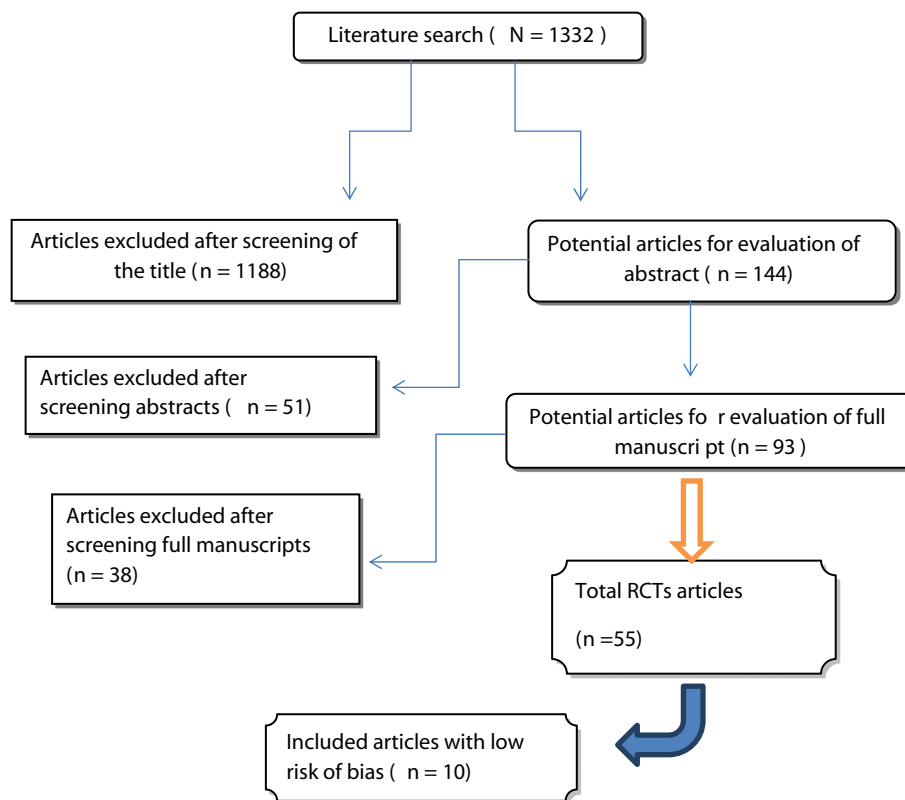 Literature search ( N = 1332 )
Articles excluded after screening of
the title (n = 1188)
Potential articles for evaluation of
abstract ( n = 144)
Articles excluded after
screening abstracts ( n = 51)
Potential articles fo r evaluation of full
manuscri pt (n = 93 )
Articles excluded after
screening full manuscripts
(n = 38)
Total RCTs articles
(n =55)
Included articles with low
risk of bias ( n = 10)